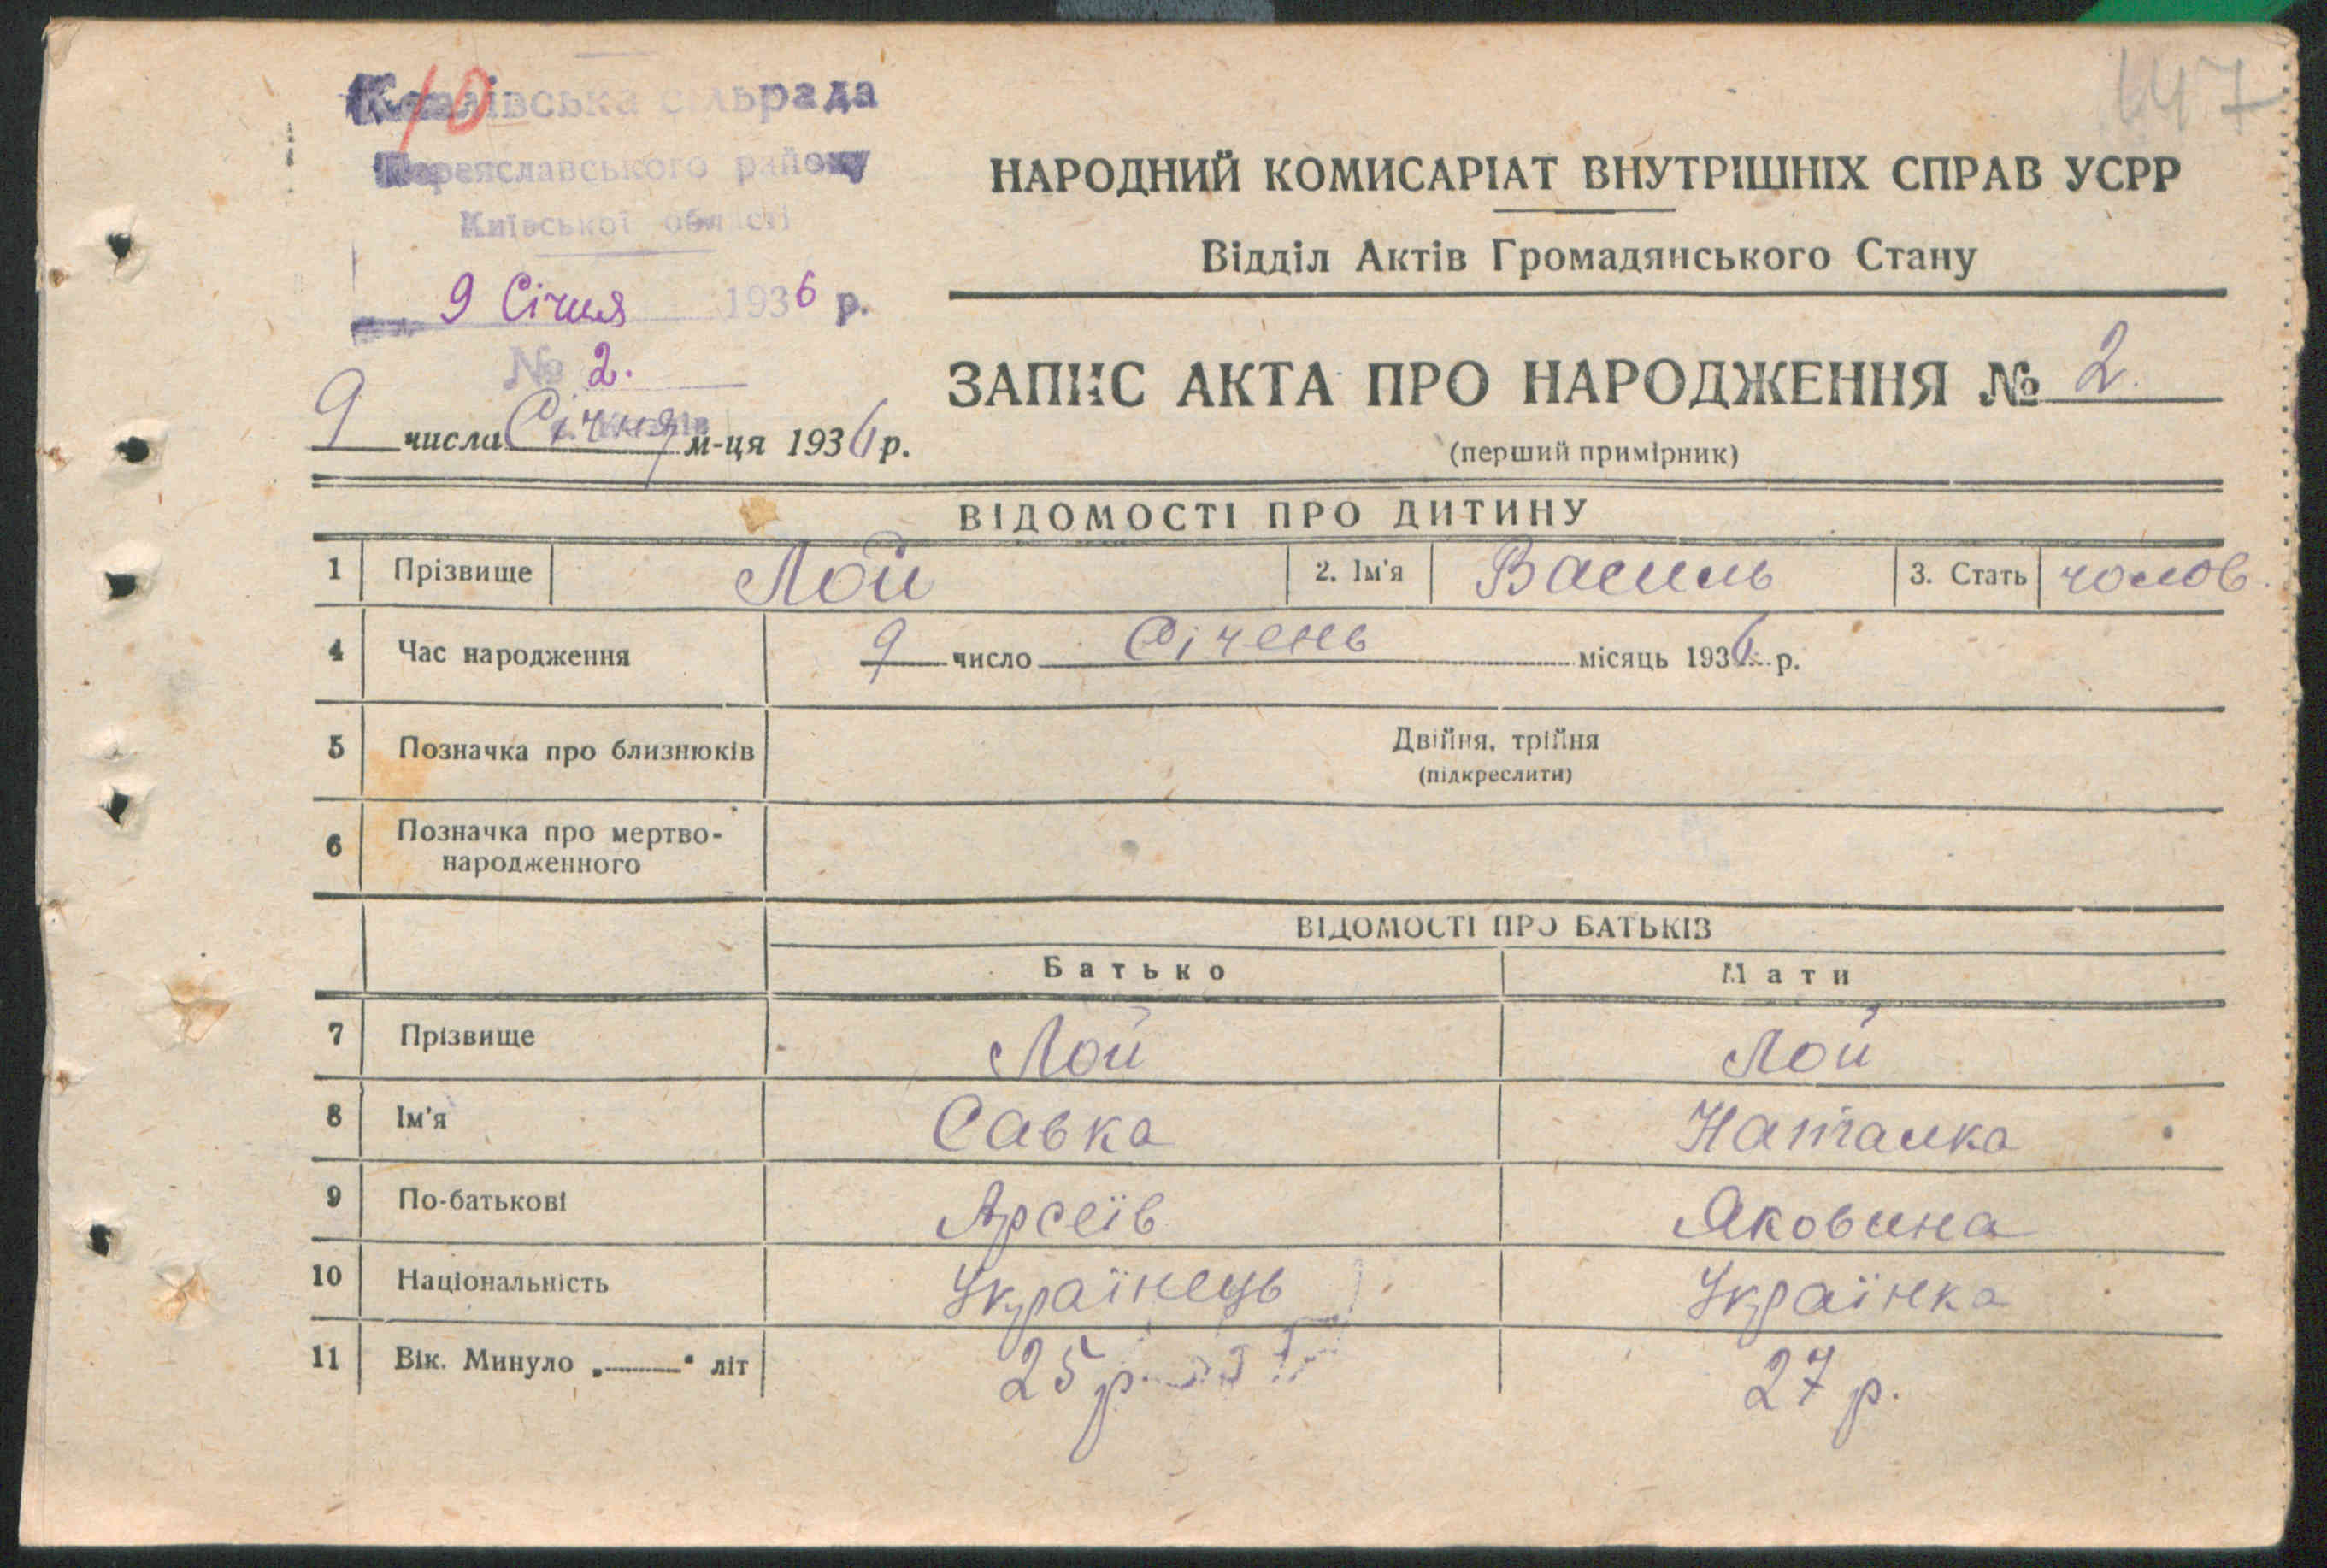 10
сільрада
Переяславського району
Київської області
9 Січня 1936 р.
№ 2.
9 числа Січня м-ця 1936 р.
147
НАРОДНИЙ КОМИСАРІАТ ВНУТРІШНІХ СПРАВ УСРР
Відділ Актів Громадянського Стану
ЗАПИС АКТА ПРО НАРОДЖЕННЯ № 2.
(перший примірник)
ВІДОМОСТІ ПРО ДИТИНУ
1 Прізвище Лой 2. Ім'я Василь 3. Стать чолов.
4 Час народження 9 число Січень місяць 1936 р.
5 Позначка про близнюків Двійня, трійня
(підкреслити)
6 Позначка про мертво-
народженного
ВІДОМОСТІ ПРО БАТЬКІВ
Батько Мати
7 Прізвище Лой Лой
8 Ім'я Савка Наталка
9 По-батькові Арсеїв Яковина
10 Національність Українець Українка
11 Вік. Минуло „——" літ 25 р. 27 р.